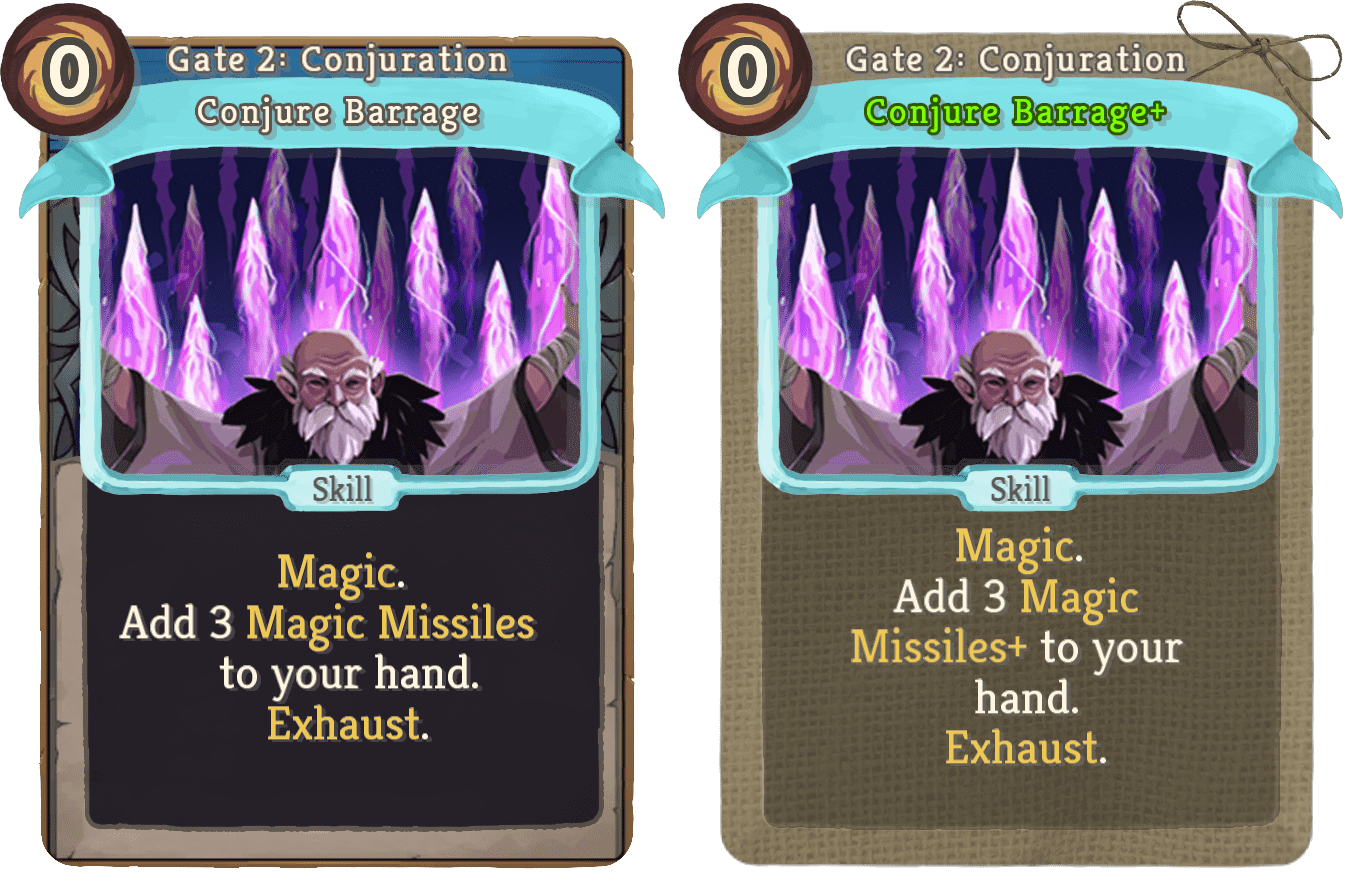 0
Gate 2: Conjuration
Conjure Barrage
Skill
Magic.
Add 3 Magic Missiles
to your hand.
Exhaust.
0
Gate 2: Conjuration
Conjure Barrage+
Skill
Magic.
Add 3 Magic
Missiles+ to your
hand.
Exhaust.